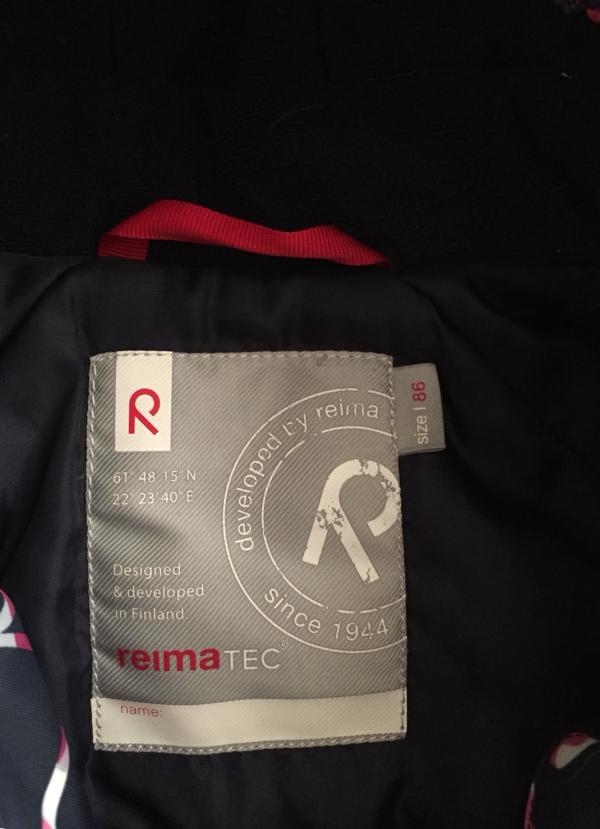 developed by reima
since 1944
61° 48'15"N
22° 23'40"E
Designed
& developed
in Finland.
reimaTEC®
name:
size | 86